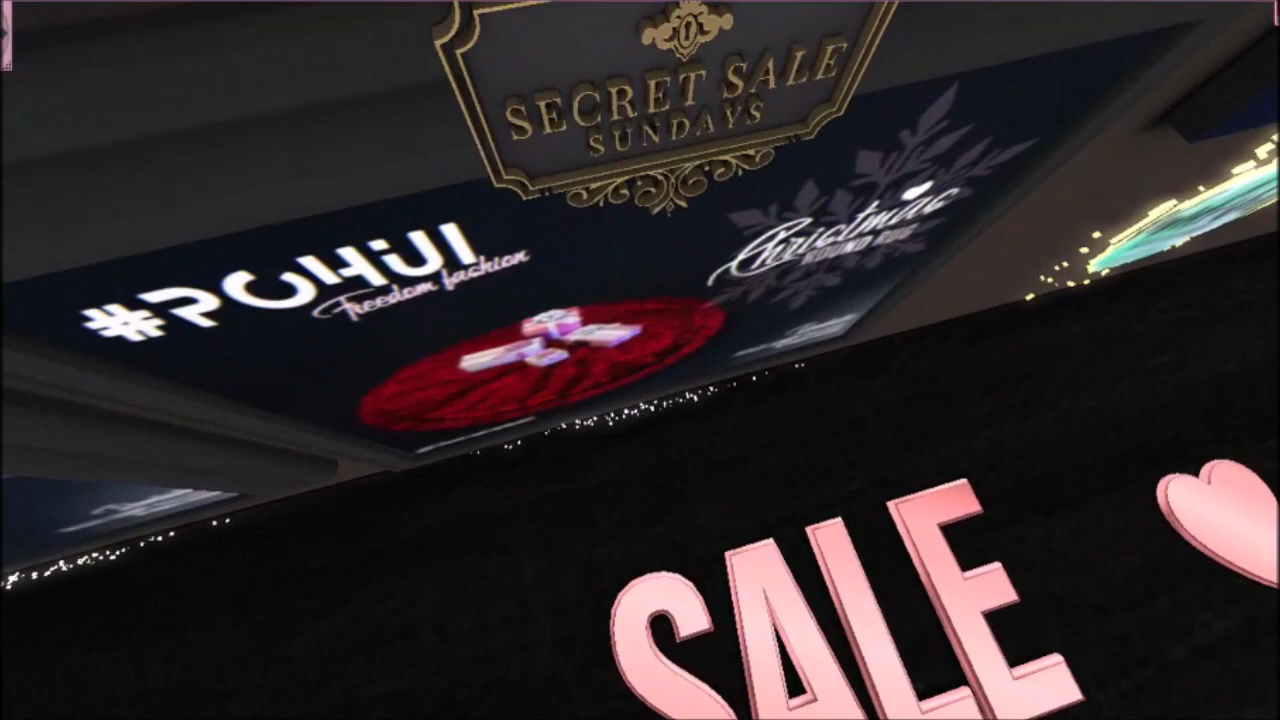 SECRET SALE
SUNDAYS
#POHUI
Freedom fashion
Christmas
ROUND RUG
SALE